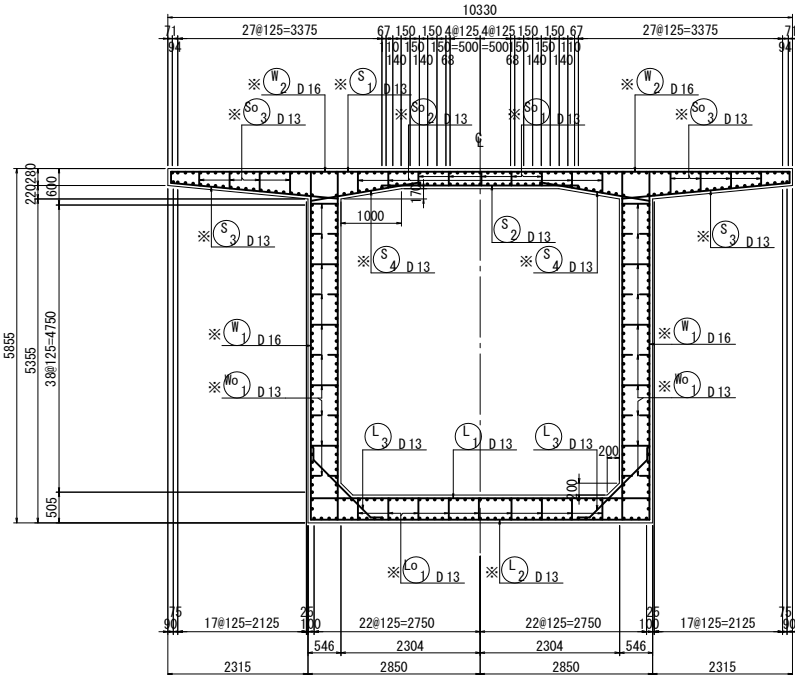 10330
71 27@125=3375 67 150 150 4@125 4@125 150 150 67 27@125=3375 71
94 110 150 150=500 =500 150 150 110 94
140 140 68 68 140 140
※ W2 D16 ※ S1 D13 ※ W2 D16
※ So3 D13 ※ So2 D13 ※ So1 D13 ※ So3 D13
℄
280
220
600
170
1000
※ S3 D13 ※ S2 D13 ※ S3 D13
※ S4 D13 ※ S4 D13
5855
5355
38@125=4750
※ W1 D16 ※ W1 D16
※ Wo1 D13 ※ Wo1 D13
L3 D13 L1 D13 L3 D13
200
200
505
※ Lo1 D13 ※ L2 D13
75 25 25 75
90 17@125=2125 100 22@125=2750 22@125=2750 100 17@125=2125 90
546 2304 2304 546
2315 2850 2850 2315